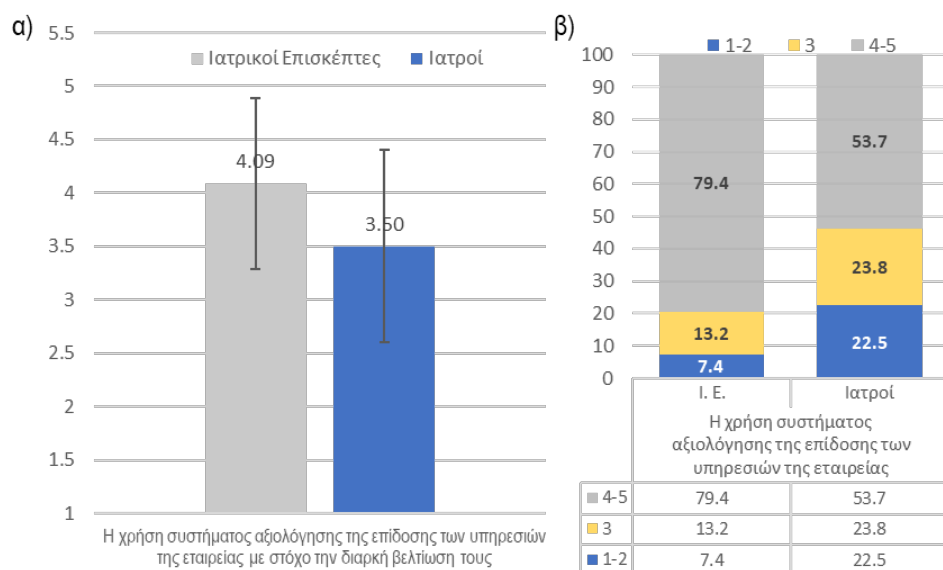 α)
5.5
5
4.5
4
3.5
3
2.5
2
1.5
1
Ιατρικοί Επισκέπτες Ιατροί
4.09
3.50
Η χρήση συστήματος αξιολόγησης της επίδοσης των υπηρεσιών
της εταιρείας με στόχο την διαρκή βελτίωση τους
β)
1-2 3 4-5
100
90
80
70
60
50
40
30
20
10
0
79.4
13.2
7.4
53.7
23.8
22.5
Ι. Ε. Ιατροί
Η χρήση συστήματος
αξιολόγησης της επίδοσης των
υπηρεσιών της εταιρείας
4-5 79.4 53.7
3 13.2 23.8
1-2 7.4 22.5